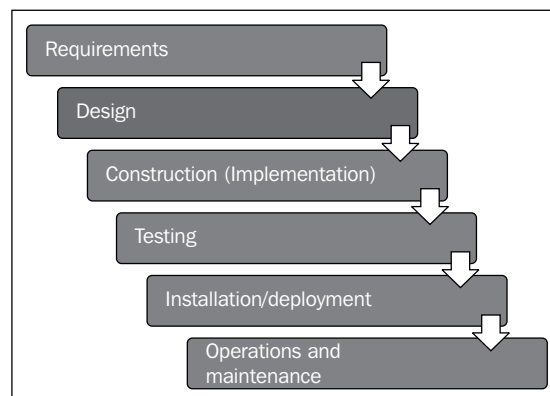 Requirements
Design
Construction (Implementation)
Testing
Installation/deployment
Operations and
maintenance